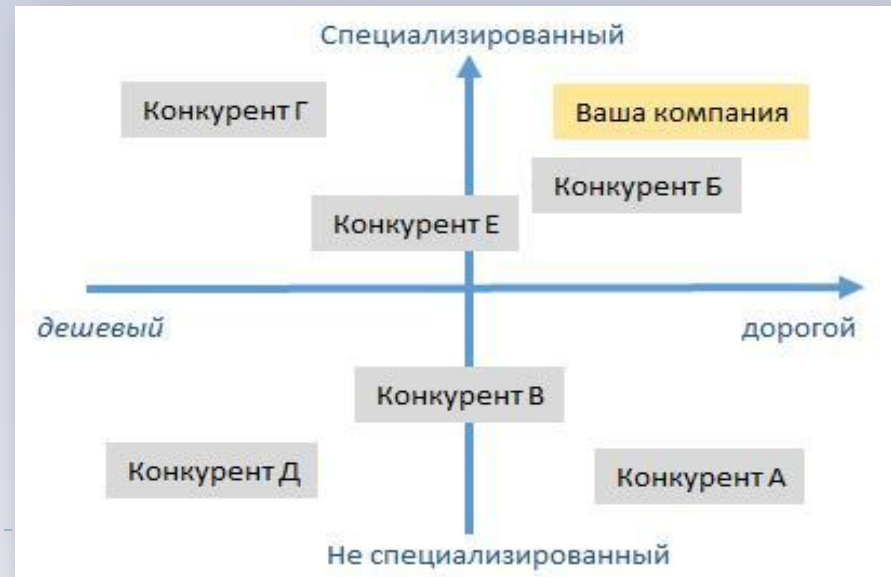 Специализированный
Конкурент Г
Ваша компания
Конкурент Б
Конкурент Е
дешевый
дорогой
Конкурент В
Конкурент Д
Конкурент А
Не специализированный